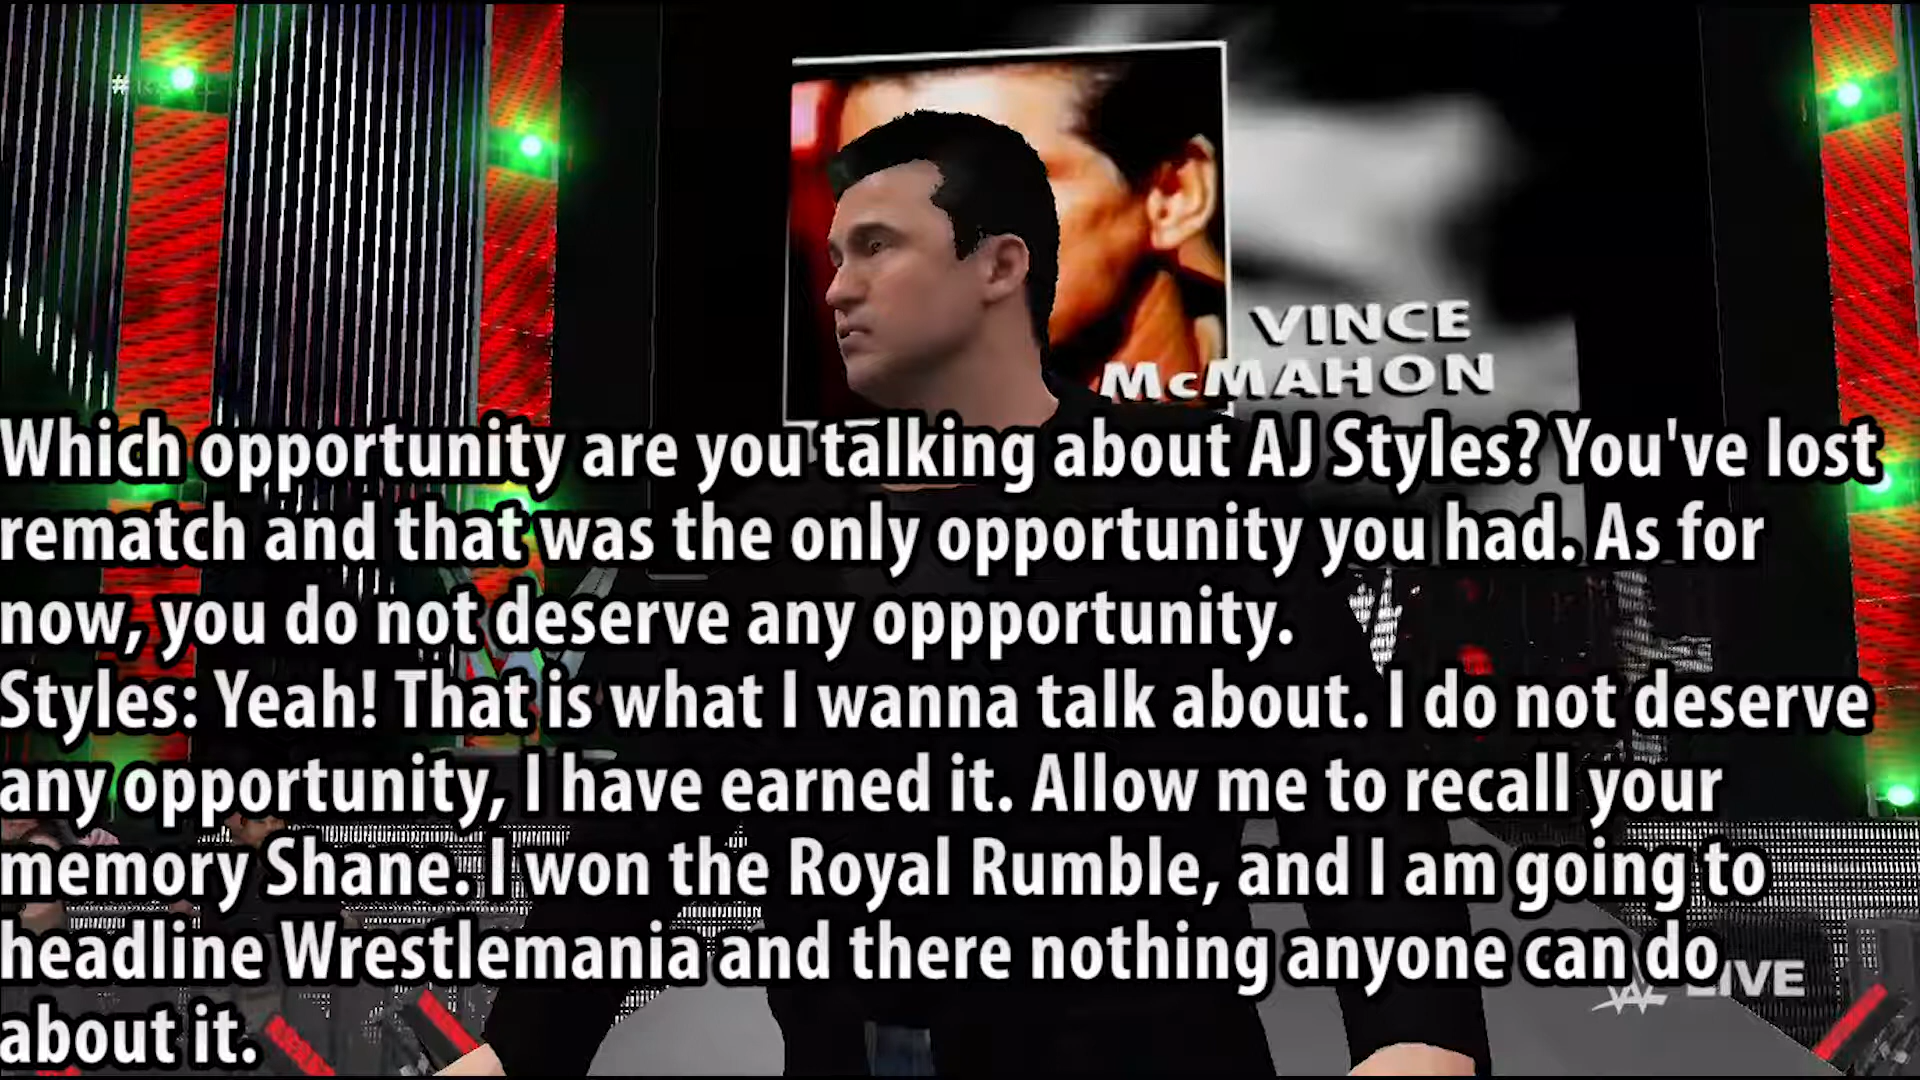 #
VINCE
McMAHON
Which opportunity are you talking about AJ Styles? You've lost
rematch and that was the only opportunity you had. As for
now, you do not deserve any oppportunity.
Styles: Yeah! That is what I wanna talk about. I do not deserve
any opportunity, I have earned it. Allow me to recall your
memory Shane. I won the Royal Rumble, and I am going to
headline Wrestlemania and there nothing anyone can do
about it.
LIVE